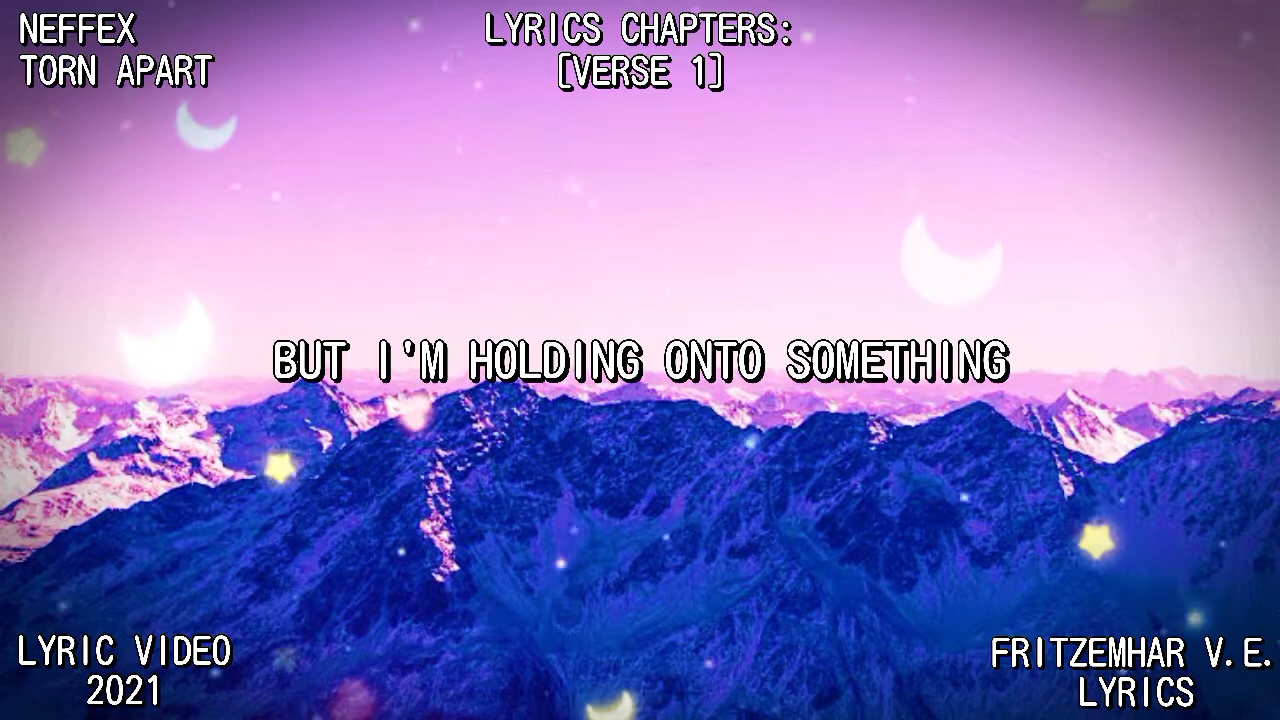 NEFFEX
TORN APART
LYRICS CHAPTERS:
[VERSE 1]
BUT I'M HOLDING ONTO SOMETHING
LYRIC VIDEO
2021
FRITZEMHAR V.E.
LYRICS